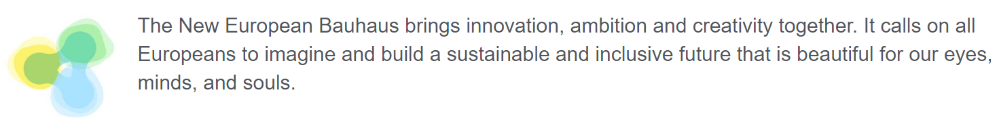 The New European Bauhaus brings innovation, ambition and creativity together. It calls on all
Europeans to imagine and build a sustainable and inclusive future that is beautiful for our eyes,
minds, and souls.